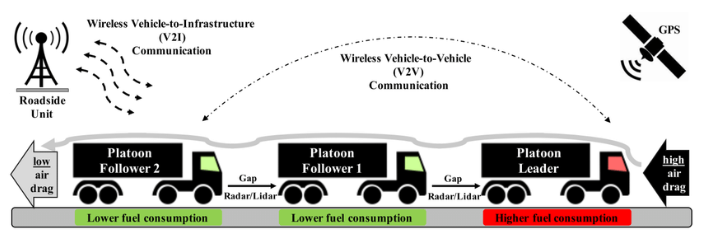 Wireless Vehicle-to-Infrastructure
(V2I)
Communication
GPS
Wireless Vehicle-to-Vehicle
(V2V)
Communication
Roadside
Unit
low
air
drag
Platoon
Follower 2
Gap
Radar/Lidar
Platoon
Follower 1
Gap
Radar/Lidar
Platoon
Leader
high
air
drag
Lower fuel consumption
Lower fuel consumption
Higher fuel consumption